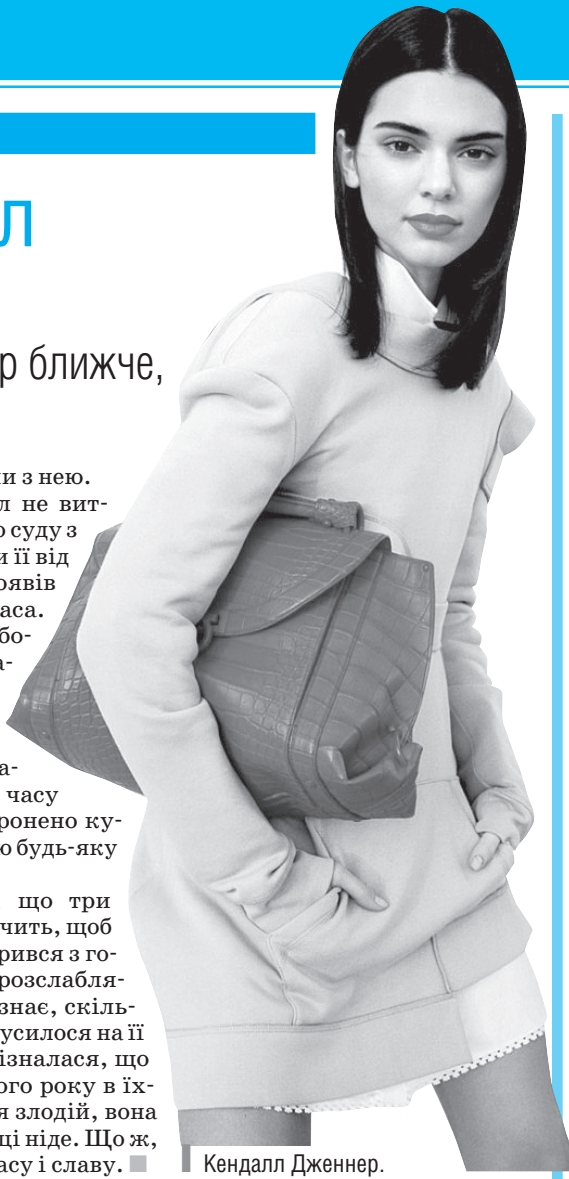 л
р ближче,
и з нею.
л не вит-
о суду з
и її від
оявів
аса.
бо-
а-
а-
часу
ронено ку-
ю будь-яку
що три
чить, щоб
рився з го-
розслабля-
знає, скіль-
усилося на її
ізналася, що
ого року в їх-
я злодій, вона
ці ніде. Що ж,
асу і славу.
Кендалл Дженнер.